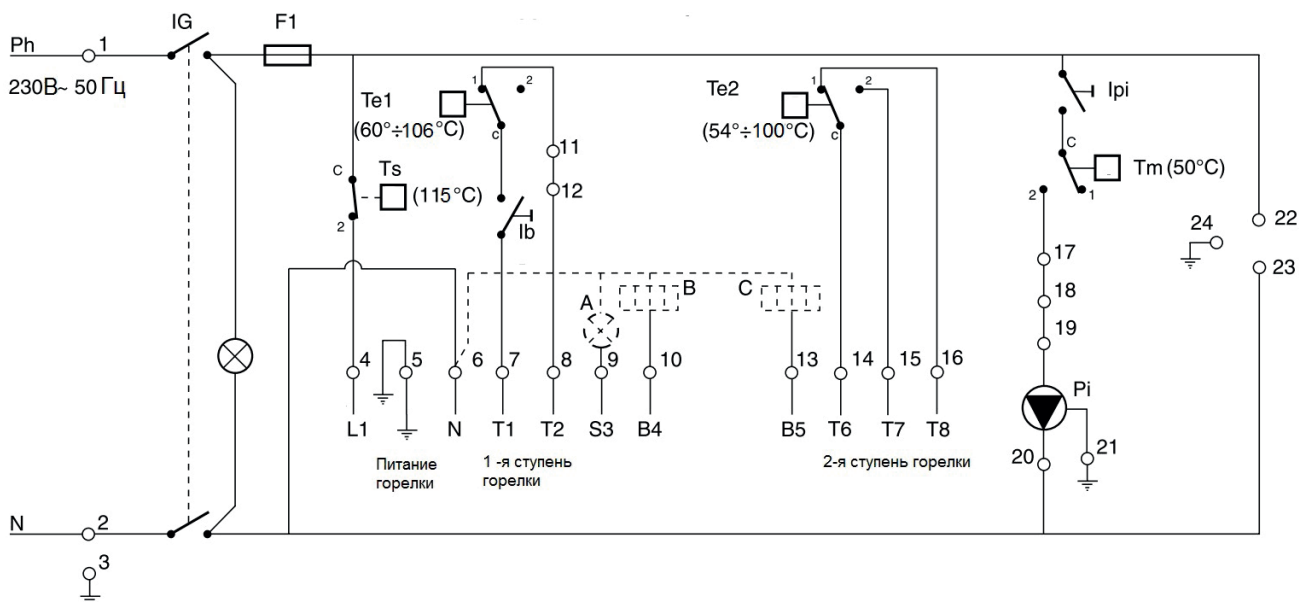 IG
F1
Ph
1
230В~ 50 Гц
Te1
(60°÷106°C)
1
2
c
Te2
(54°÷100°C)
1
2
c
Ipi
C
Tm (50°C)
2
1
11
12
C
Ts
(115°C)
2
Ib
24
22
23
17
18
19
A
B
C
4
5
6
7
8
9
10
13
14
15
16
Pi
L1
N
T1
T2
S3
B4
B5
T6
T7
T8
20
21
Питание
горелки
1 -я ступень
горелки
2-я ступень горелки
N
2
3